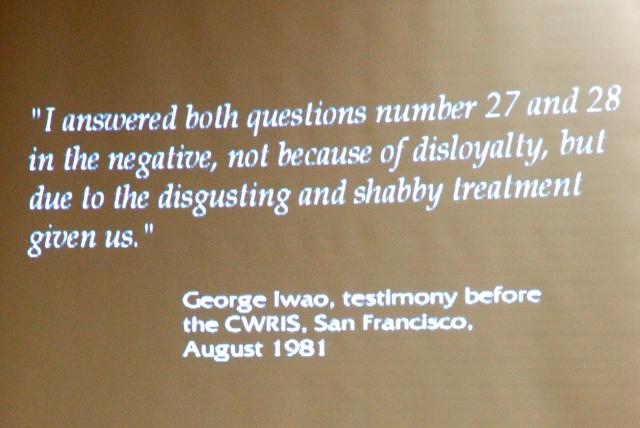 "I answered both questions number 27 and 28
in the negative, not because of disloyalty, but
due to the disgusting and shabby treatment
given us."
George Iwao, testimony before
the CWRIS, San Francisco,
August 1981